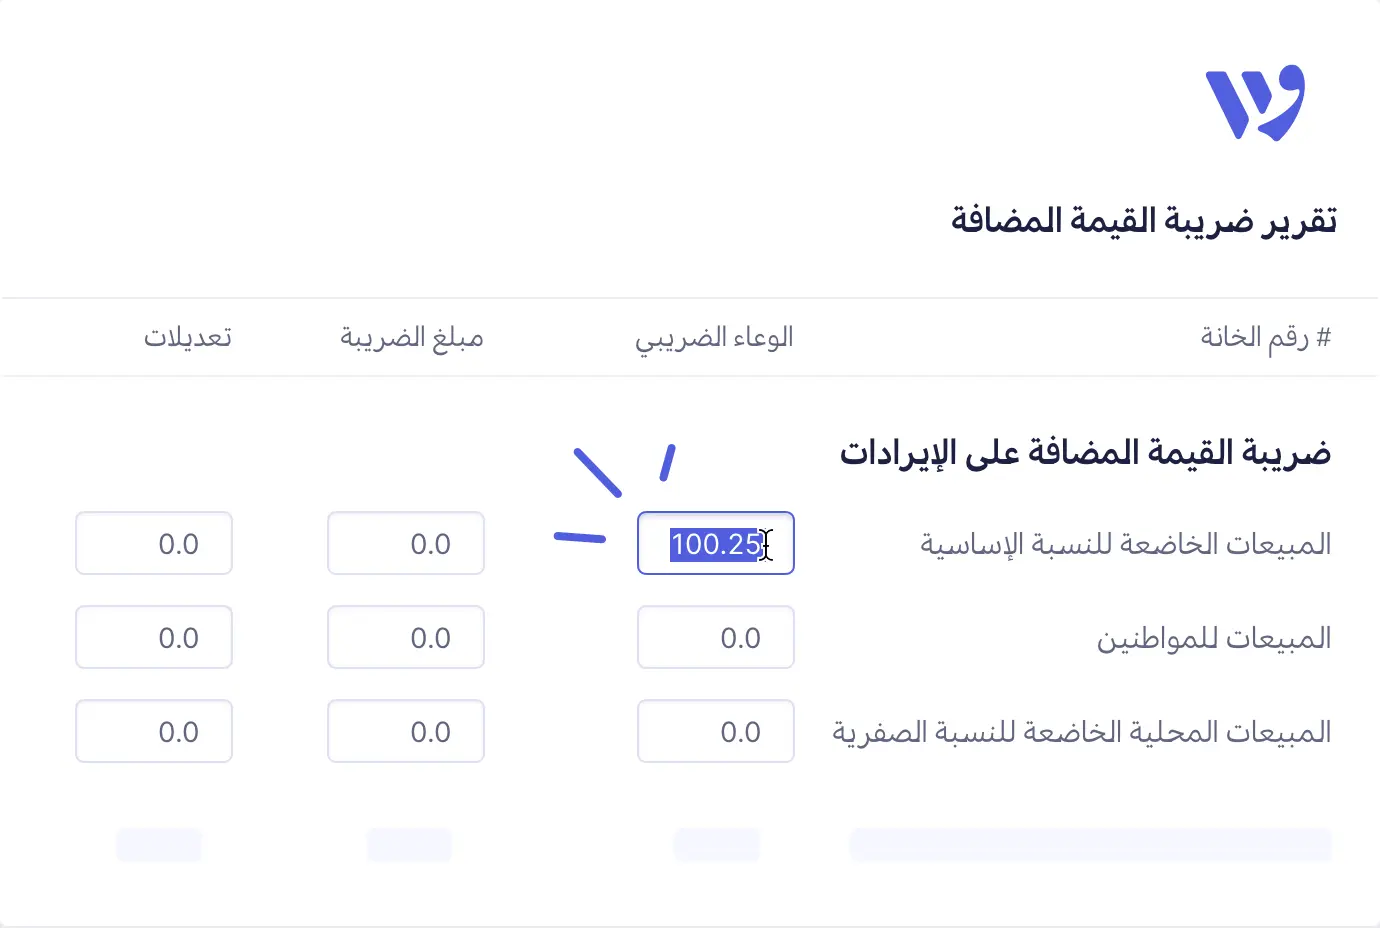 تقرير ضريبة القيمة المضافة
# رقم الخانة الوعاء الضريبي مبلغ الضريبة تعديلات
ضريبة القيمة المضافة على الإيرادات
المبيعات الخاضعة للنسبة الإساسية 100.25 0.0 0.0
المبيعات للمواطنين 0.0 0.0 0.0
المبيعات المحلية الخاضعة للنسبة الصفرية 0.0 0.0 0.0